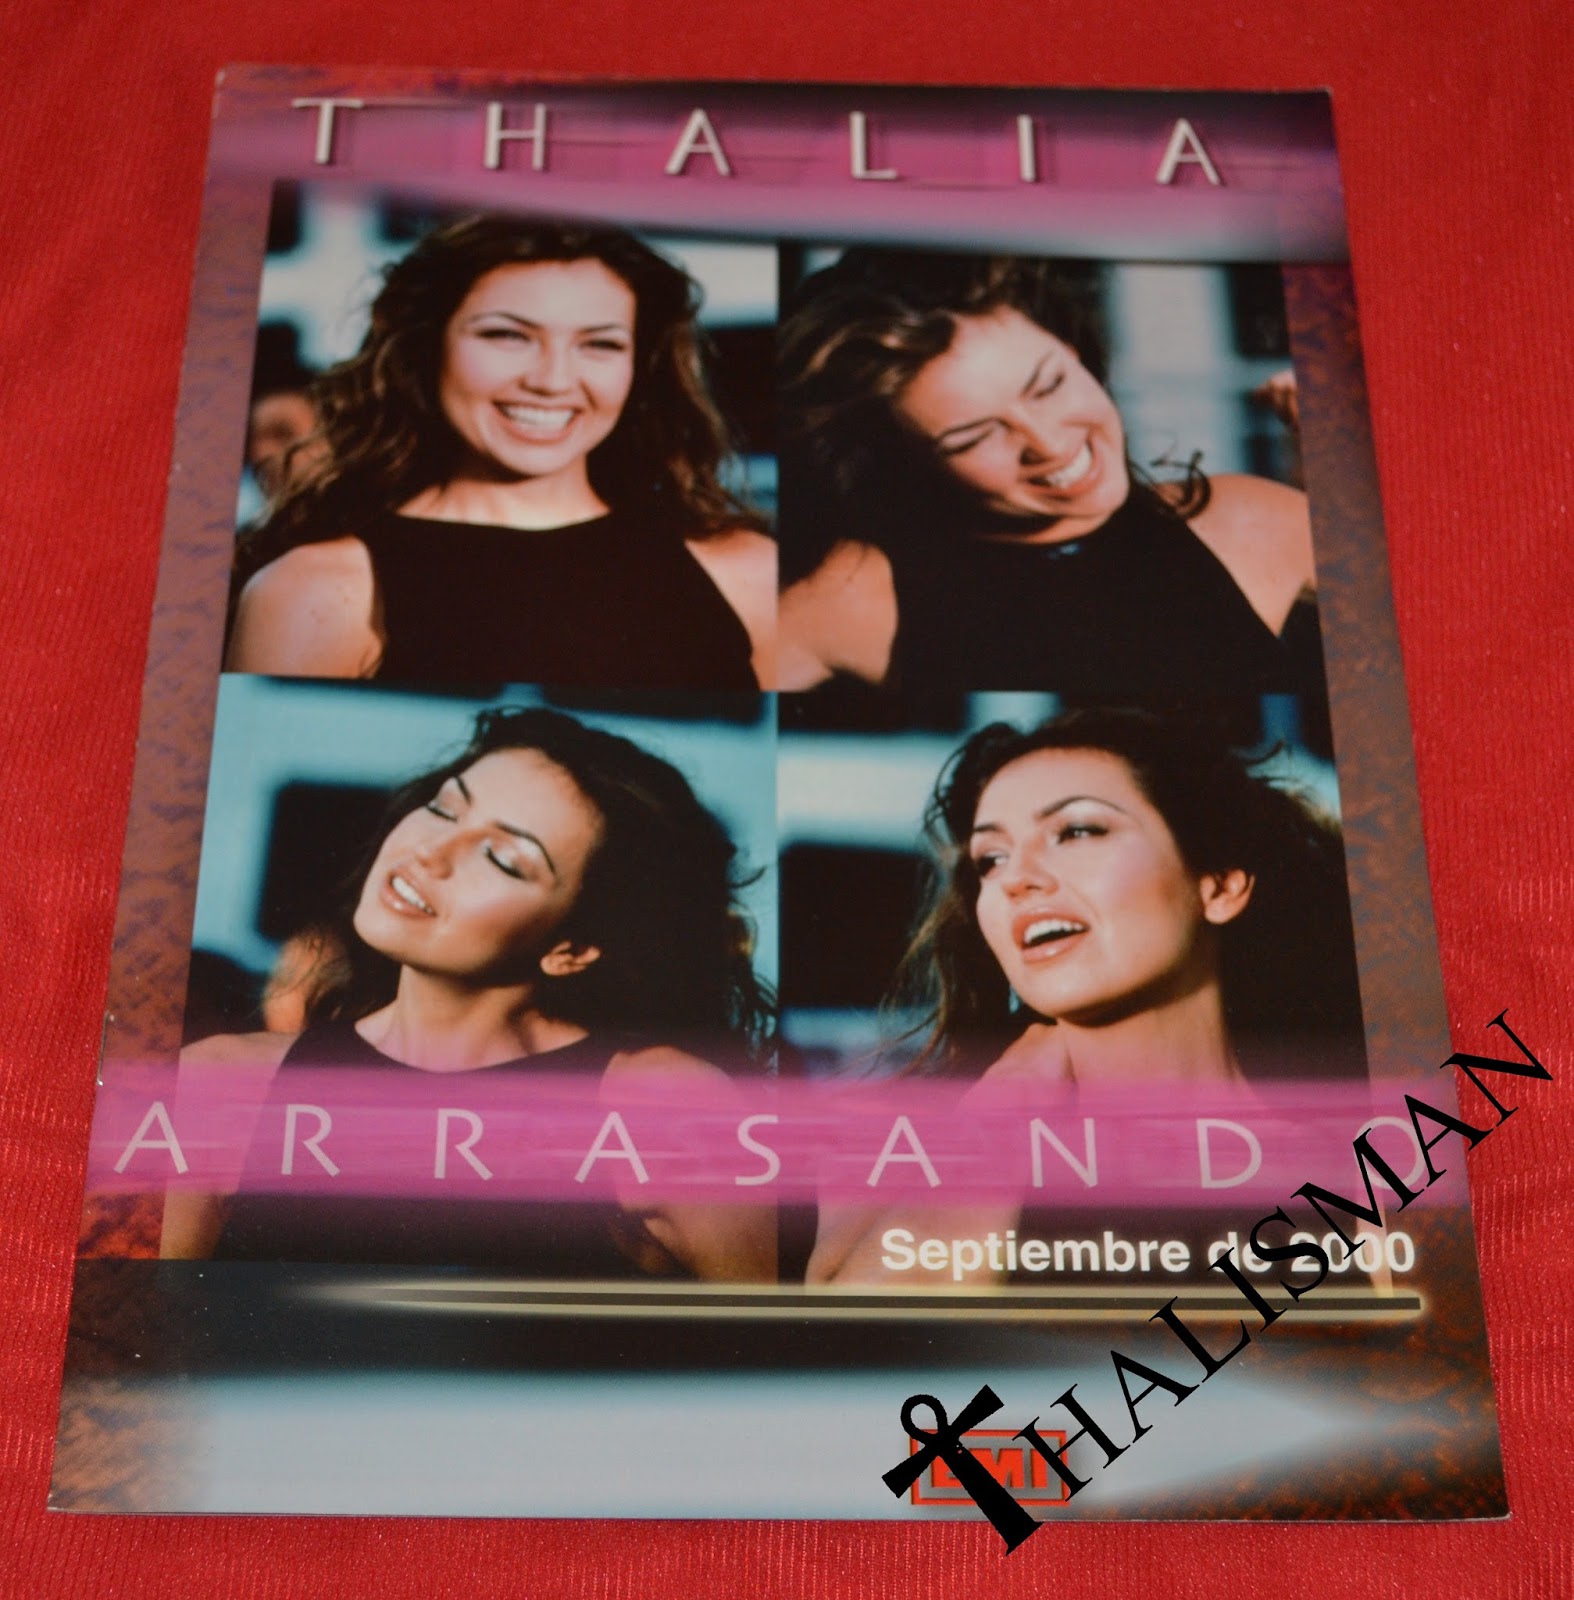 THALIA
ARRASANDO
Septiembre de 2000
EMI
THALISMAN